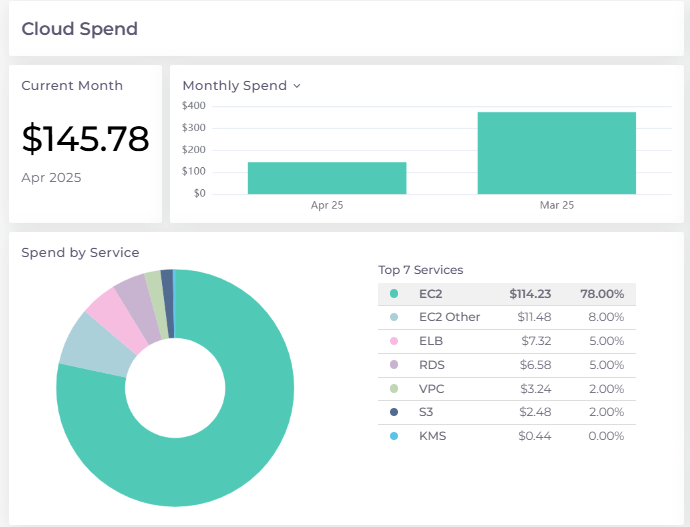 Cloud Spend
Current Month
$145.78
Apr 2025
Monthly Spend
$400
$300
$200
$100
$0
Apr 25 Mar 25
Spend by Service
Top 7 Services
EC2 $114.23 78.00%
EC2 Other $11.48 8.00%
ELB $7.32 5.00%
RDS $6.58 5.00%
VPC $3.24 2.00%
S3 $2.48 2.00%
KMS $0.44 0.00%